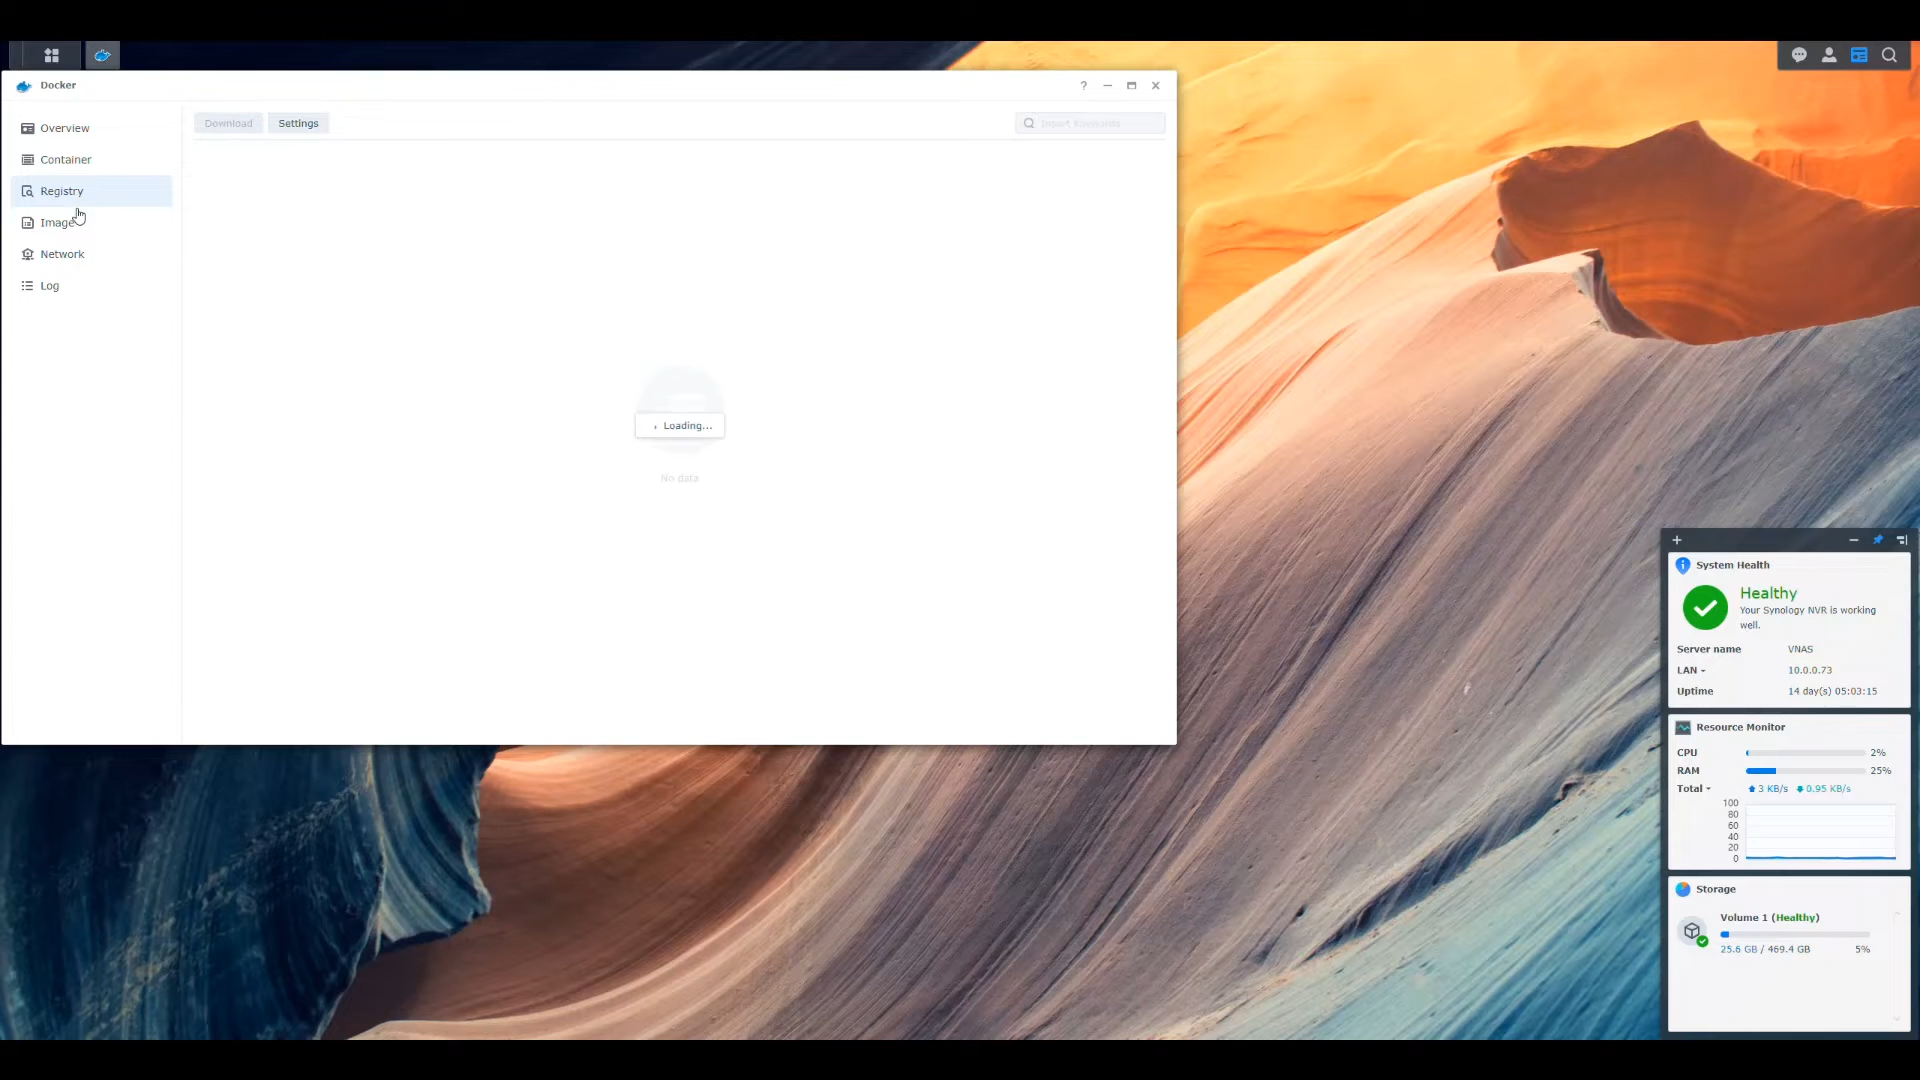 Docker
?
Overview
Container
Registry
Image
Network
Log
Download
Settings
Insert Keywords
Loading...
No data
System Health
Healthy
Your Synology NVR is working
well.
Server name VNAS
LAN 10.0.0.73
Uptime 14 day(s) 05:03:15
Resource Monitor
CPU 2%
RAM 25%
Total 3 KB/s 0.95 KB/s
100
80
60
40
20
0
Storage
Volume 1 (Healthy)
25.6 GB / 469.4 GB 5%